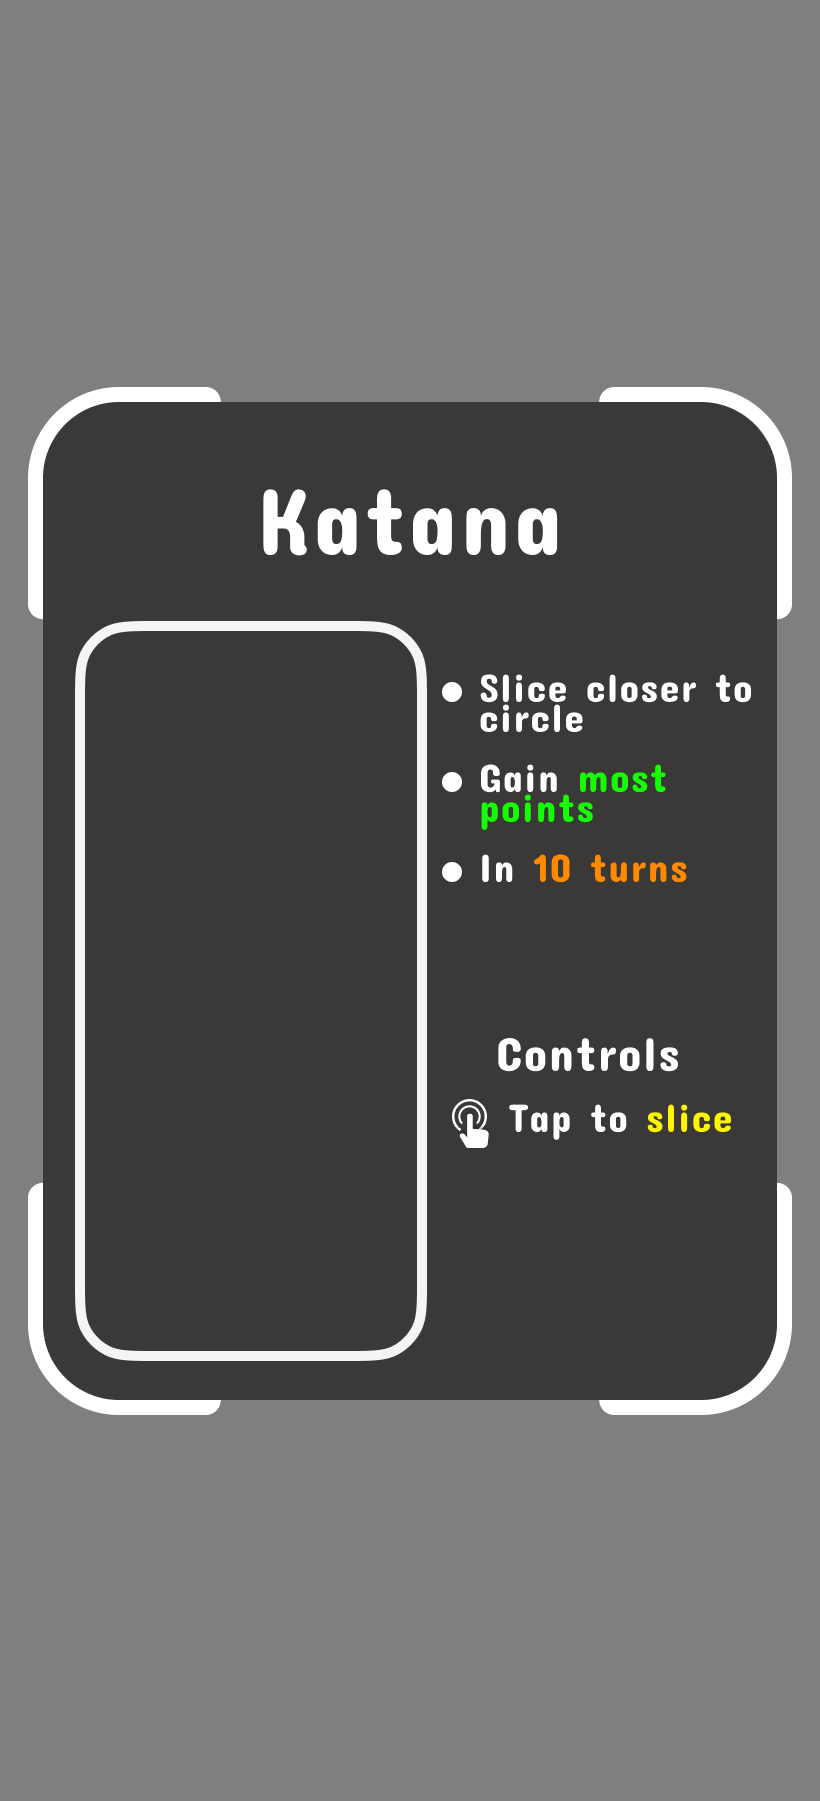 Katana
Slice closer to
circle
Gain most
points
In 10 turns
Controls
Tap to slice